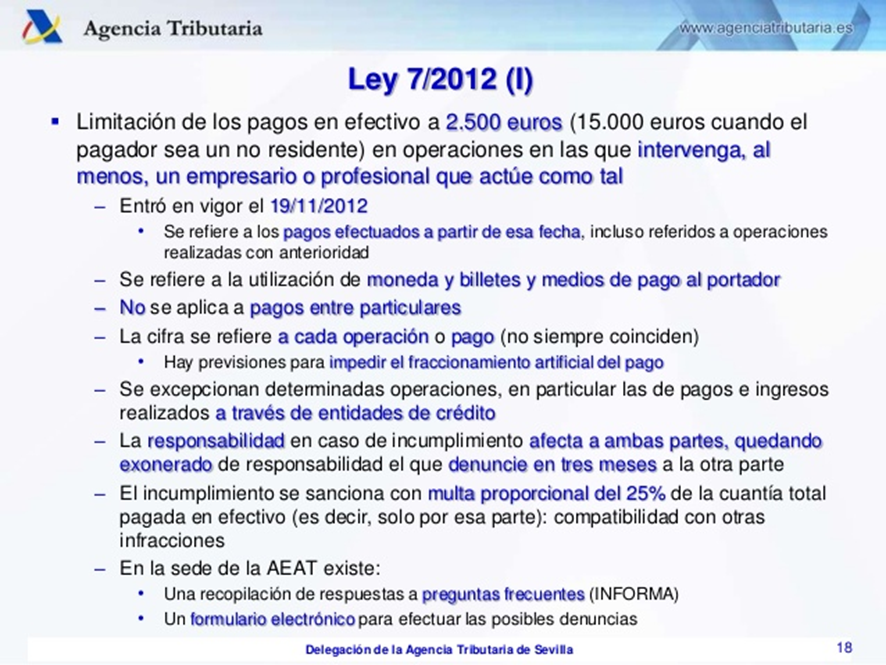 Agencia Tributaria
www.agenciatributaria.es
Ley 7/2012 (I)
▪ Limitación de los pagos en efectivo a 2.500 euros (15.000 euros cuando el
pagador sea un no residente) en operaciones en las que intervenga, al
menos, un empresario o profesional que actúe como tal
– Entró en vigor el 19/11/2012
• Se refiere a los pagos efectuados a partir de esa fecha, incluso referidos a operaciones
realizadas con anterioridad
– Se refiere a la utilización de moneda y billetes y medios de pago al portador
– No se aplica a pagos entre particulares
– La cifra se refiere a cada operación o pago (no siempre coinciden)
• Hay previsiones para impedir el fraccionamiento artificial del pago
– Se excepcionan determinadas operaciones, en particular las de pagos e ingresos
realizados a través de entidades de crédito
– La responsabilidad en caso de incumplimiento afecta a ambas partes, quedando
exonerado de responsabilidad el que denuncie en tres meses a la otra parte
– El incumplimiento se sanciona con multa proporcional del 25% de la cuantía total
pagada en efectivo (es decir, solo por esa parte): compatibilidad con otras
infracciones
– En la sede de la AEAT existe:
• Una recopilación de respuestas a preguntas frecuentes (INFORMA)
• Un formulario electrónico para efectuar las posibles denuncias
Delegación de la Agencia Tributaria de Sevilla
18